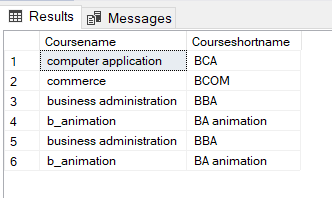 Results Messages
Coursename Courseshortname
1 computer application BCA
2 commerce BCOM
3 business administration BBA
4 b_animation BA animation
5 business administration BBA
6 b_animation BA animation